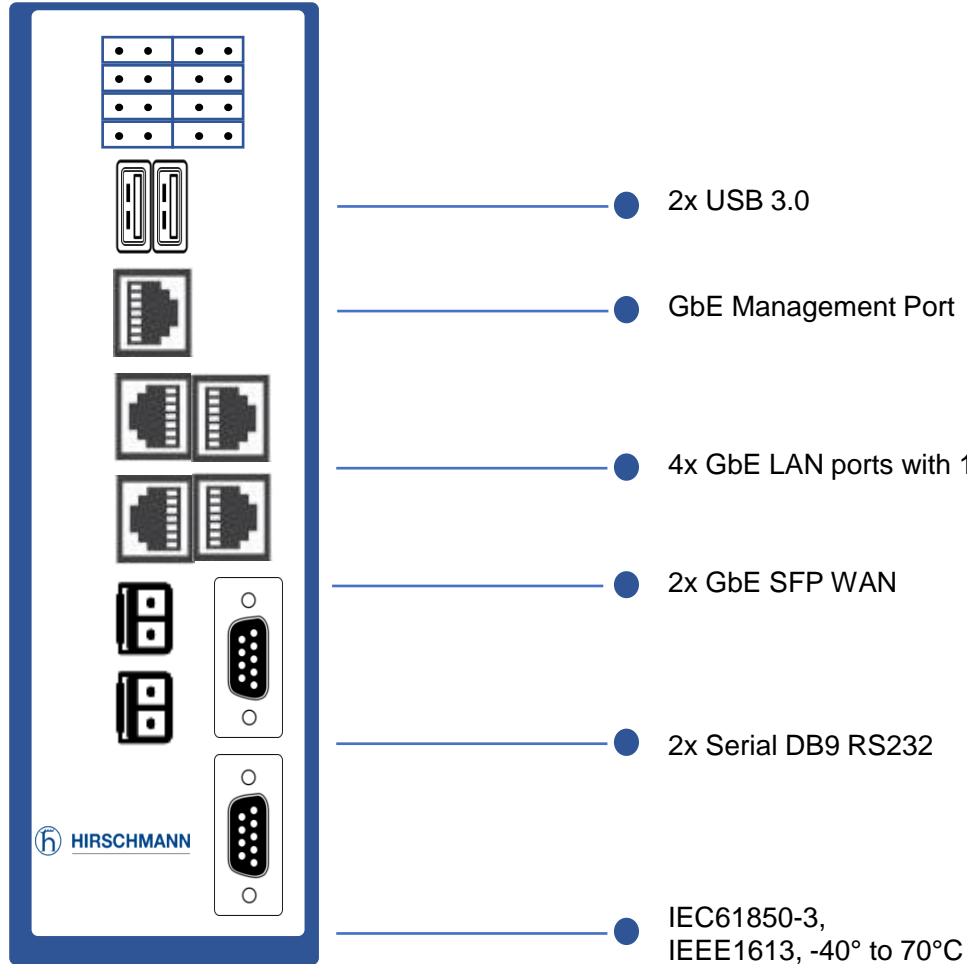 2x USB 3.0
GbE Management Port
4x GbE LAN ports with
2x GbE SFP WAN
2x Serial DB9 RS232
HIRSCHMANN
IEC61850-3,
IEEE1613, -40° to 70°C